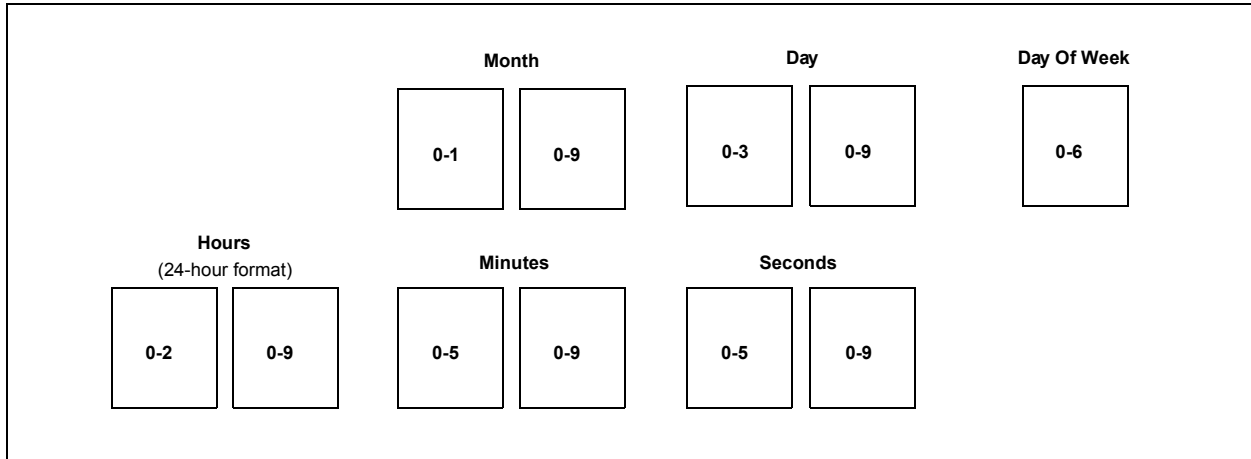 Month Day Day Of Week
0-1 0-9 0-3 0-9 0-6
Hours
(24-hour format) Minutes Seconds
0-2 0-9 0-5 0-9 0-5 0-9